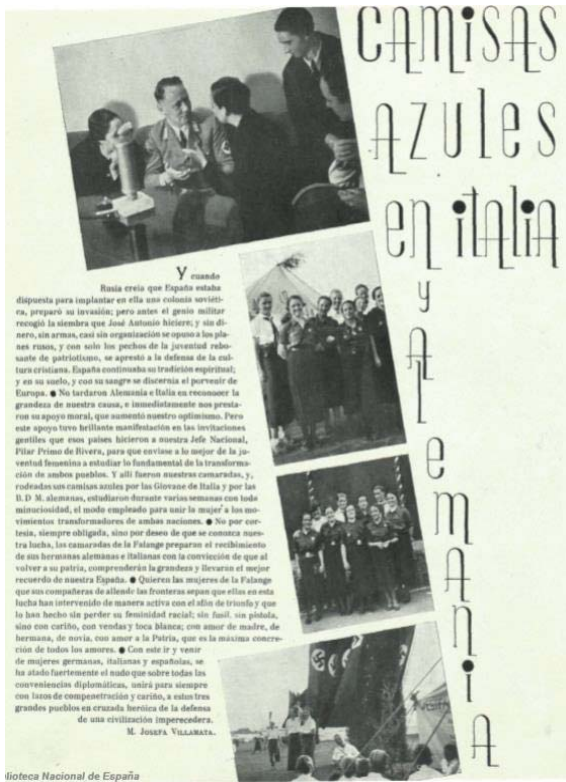 CAMISAS
AZULES
en italia
y
ALEMANIA
Y cuando
Rusia creía que España estaba
dispuesta para implantar en ella una colonia soviéti-
ca, preparó su invasión; pero antes el genio militar
recogió la siembra que José Antonio hiciere; y sin di-
nero, sin armas, casi sin organización se opuso a los pla-
nes rusos, y con solo los pechos de la juventud rebo-
sante de patriotismo, se aprestó a la defensa de la cul-
tura cristiana. España continuaba su tradición espiritual;
y en su suelo, y con su sangre se discernía el porvenir de
Europa. ● No tardaron Alemania e Italia en reconocer la
grandeza de nuestra causa, e inmediatamente nos presta-
ron su apoyo moral, que aumentó nuestro optimismo. Pero
este apoyo tuvo brillante manifestación en las invitaciones
gentiles que esos países hicieron a nuestra Jefe Nacional,
Pilar Primo de Rivera, para que enviase a lo mejor de la ju-
ventud femenina a estudiar lo fundamental de la transforma-
ción de ambos pueblos. Y allí fueron nuestras camaradas, y,
rodeadas sus camisas azules por las Giovane de Italia y por las
B. D M. alemanas, estudiaron durante varias semanas con toda
minuciosidad, el modo empleado para unir la mujer a los mo-
vimientos transformadores de ambas naciones. ● No por cor-
tesía, siempre obligada, sino por deseo de que se conozca nues-
tra lucha, las camaradas de la Falange preparan el recibimiento
de sus hermanas alemanas e italianas con la convicción de que al
volver a su patria, comprenderán la grandeza y llevarán el mejor
recuerdo de nuestra España. ● Quieren las mujeres de la Falange
que sus compañeras de allende las fronteras sepan que ellas en esta
lucha han intervenido de manera activa con el afán de triunfo y que
lo han hecho sin perder su feminidad racial; sin fusil, sin pistola,
sino con cariño, con vendas y toca blanca; con amor de madre, de
hermana, de novia, con amor a la Patria, que es la máxima concre-
ción de todos los amores. ● Con este ir y venir
de mujeres germanas, italianas y españolas, se
ha atado fuertemente el nudo que sobre todas las
conveniencias diplomáticas, unirá para siempre
con lazos de compenetración y cariño, a estos tres
grandes pueblos en cruzada heróica de la defensa
de una civilización imperecedera.
M. Josefa Villamata.
blioteca Nacional de España